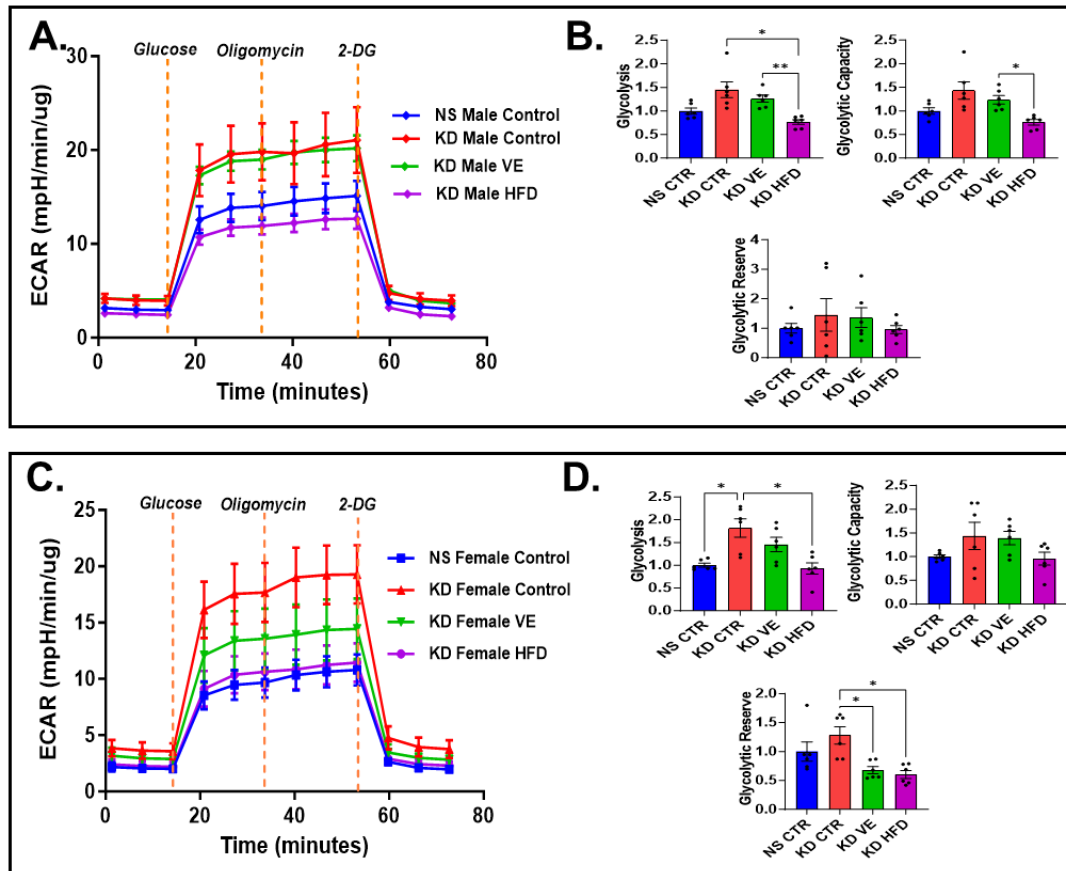 A.
Glucose Oligomycin 2-DG
30
20
10
0
ECAR (mpH/min/ug)
0 20 40 60 80
Time (minutes)
NS Male Control
KD Male Control
KD Male VE
KD Male HFD
B.
*
**
2.5
2.0
1.5
1.0
0.5
0.0
Glycolysis
NS CTR
KD CTR
KD VE
KD HFD
*
2.5
2.0
1.5
1.0
0.5
0.0
Glycolytic Capacity
NS CTR
KD CTR
KD VE
KD HFD
4
3
2
1
0
Glycolytic Reserve
NS CTR
KD CTR
KD VE
KD HFD
C.
Glucose Oligomycin 2-DG
25
20
15
10
5
0
ECAR (mpH/min/ug)
0 20 40 60 80
Time (minutes)
NS Female Control
KD Female Control
KD Female VE
KD Female HFD
D.
* *
2.5
2.0
1.5
1.0
0.5
0.0
Glycolysis
NS CTR
KD CTR
KD VE
KD HFD
2.5
2.0
1.5
1.0
0.5
0.0
Glycolytic Capacity
NS CTR
KD CTR
KD VE
KD HFD
*
*
2.0
1.5
1.0
0.5
0.0
Glycolytic Reserve
NS CTR
KD CTR
KD VE
KD HFD